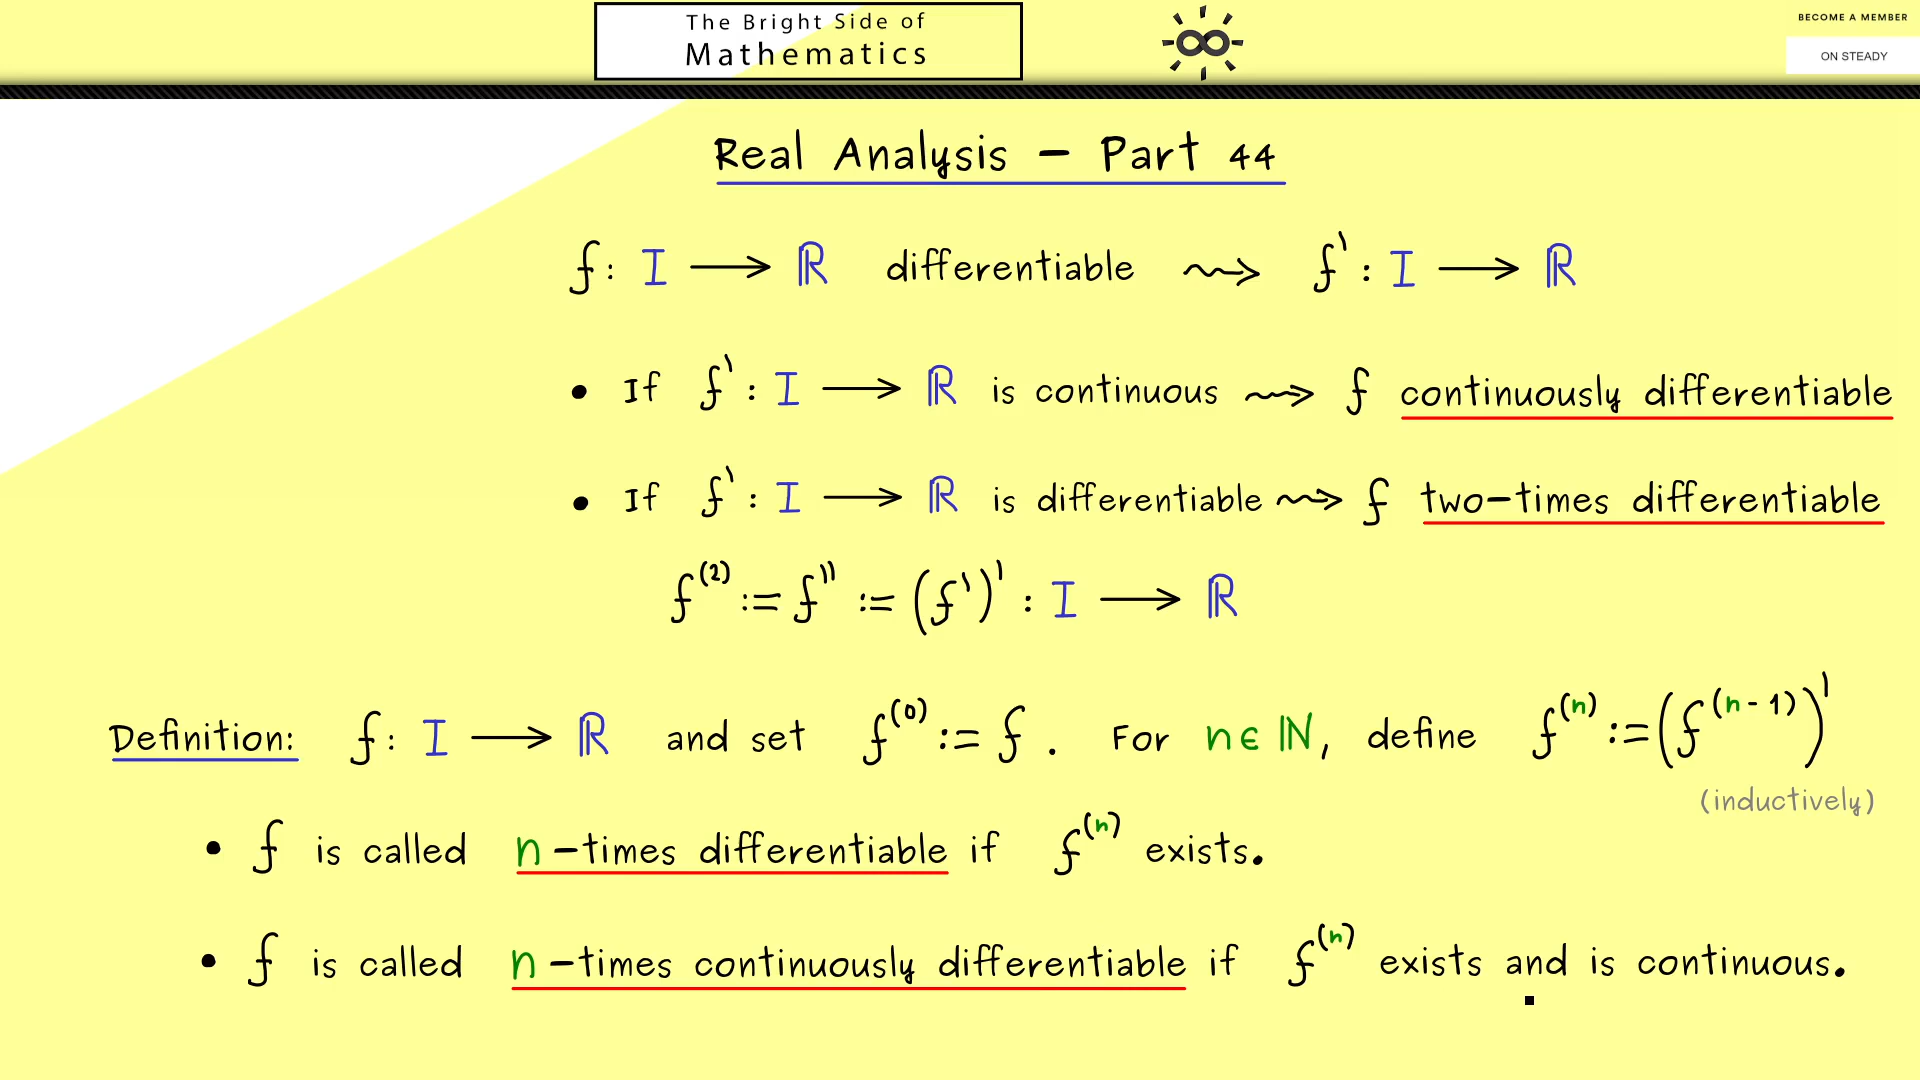 The Bright Side of
Mathematics
BECOME A MEMBER
ON STEADY
Real Analysis – Part 44
f: I ⟶ ℝ differentiable ⇝ f' : I ⟶ ℝ
• If f' : I ⟶ ℝ is continuous ⇝ f continuously differentiable
• If f' : I ⟶ ℝ is differentiable ⇝ f two-times differentiable
f⁽²⁾ := f'' := (f')' : I ⟶ ℝ
Definition: f: I ⟶ ℝ and set f⁽⁰⁾ := f . For n ∈ ℕ, define f⁽ⁿ⁾ := (f⁽ⁿ⁻¹⁾)'
(inductively)
• f is called n-times differentiable if f⁽ⁿ⁾ exists.
• f is called n-times continuously differentiable if f⁽ⁿ⁾ exists and is continuous.